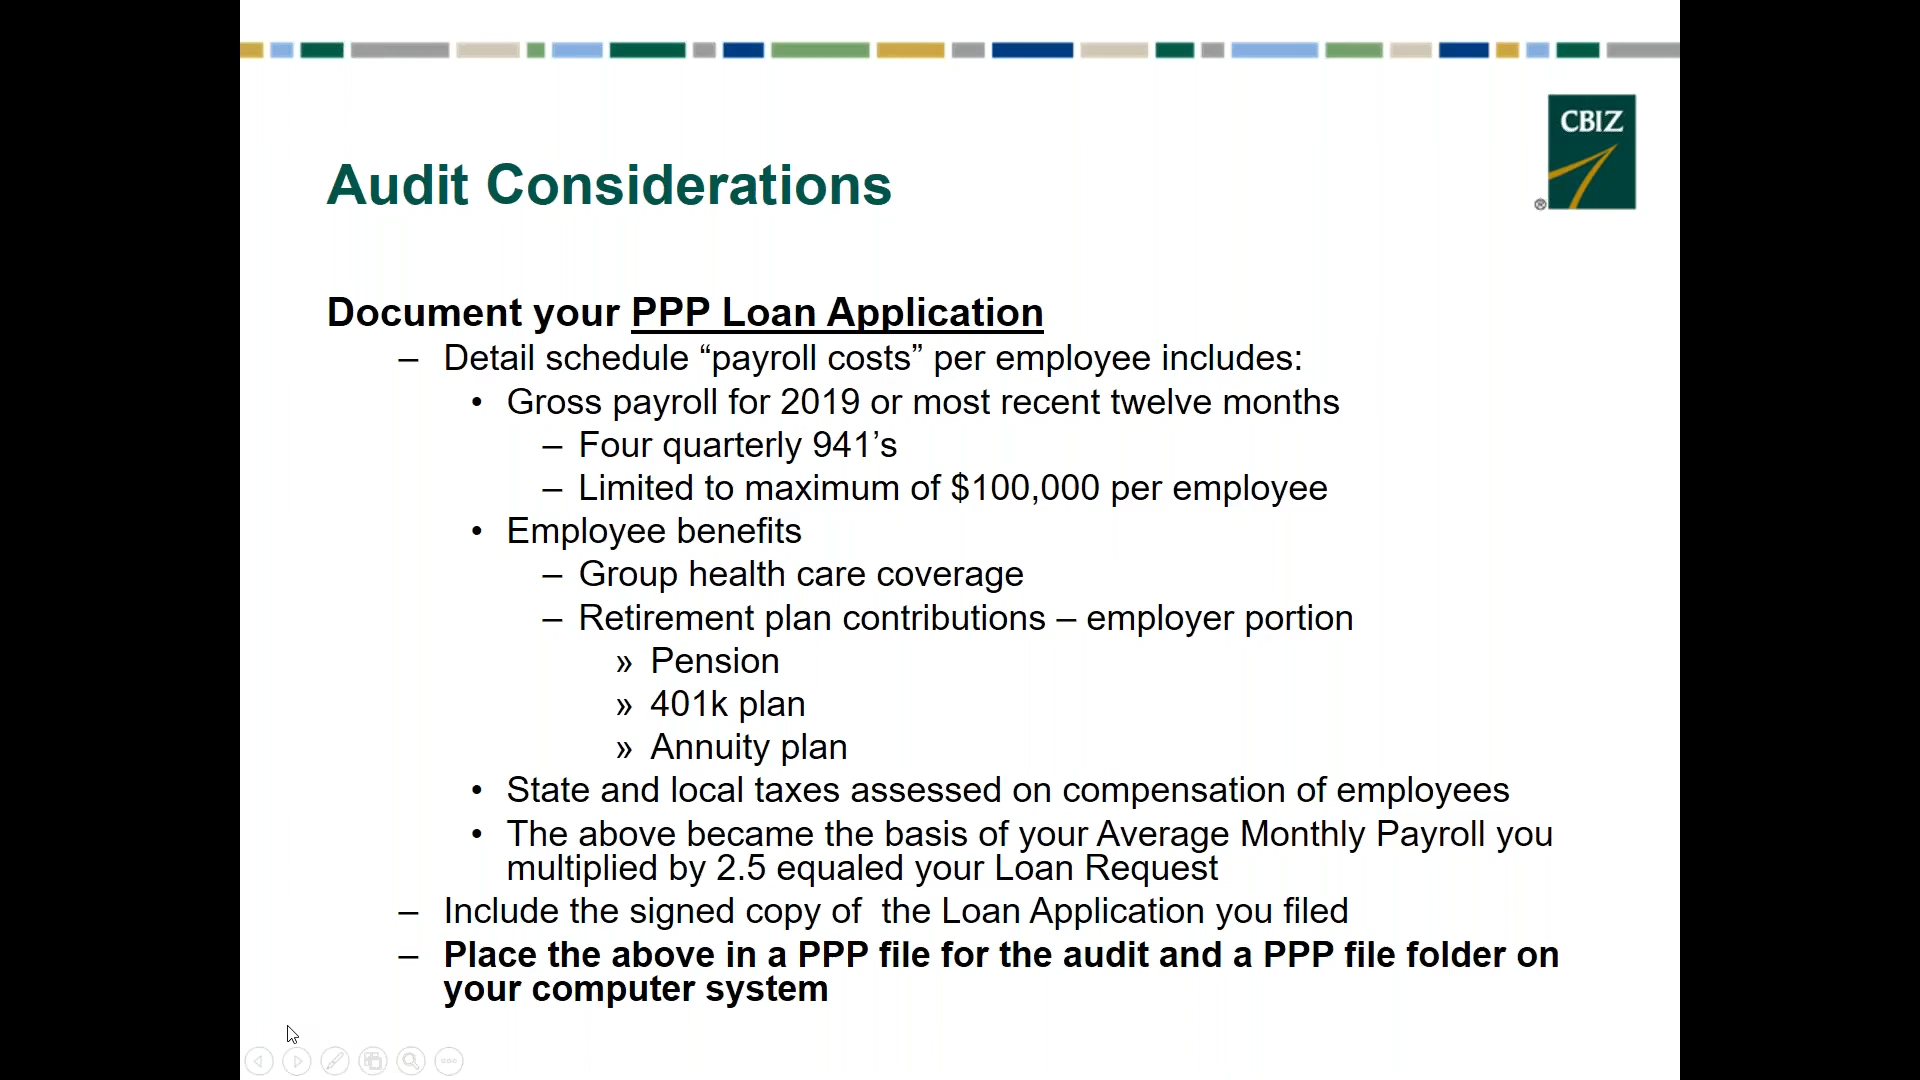 CBIZ
®
Audit Considerations
Document your PPP Loan Application
– Detail schedule “payroll costs” per employee includes:
• Gross payroll for 2019 or most recent twelve months
– Four quarterly 941’s
– Limited to maximum of $100,000 per employee
• Employee benefits
– Group health care coverage
– Retirement plan contributions – employer portion
» Pension
» 401k plan
» Annuity plan
• State and local taxes assessed on compensation of employees
• The above became the basis of your Average Monthly Payroll you
multiplied by 2.5 equaled your Loan Request
– Include the signed copy of  the Loan Application you filed
– Place the above in a PPP file for the audit and a PPP file folder on
your computer system